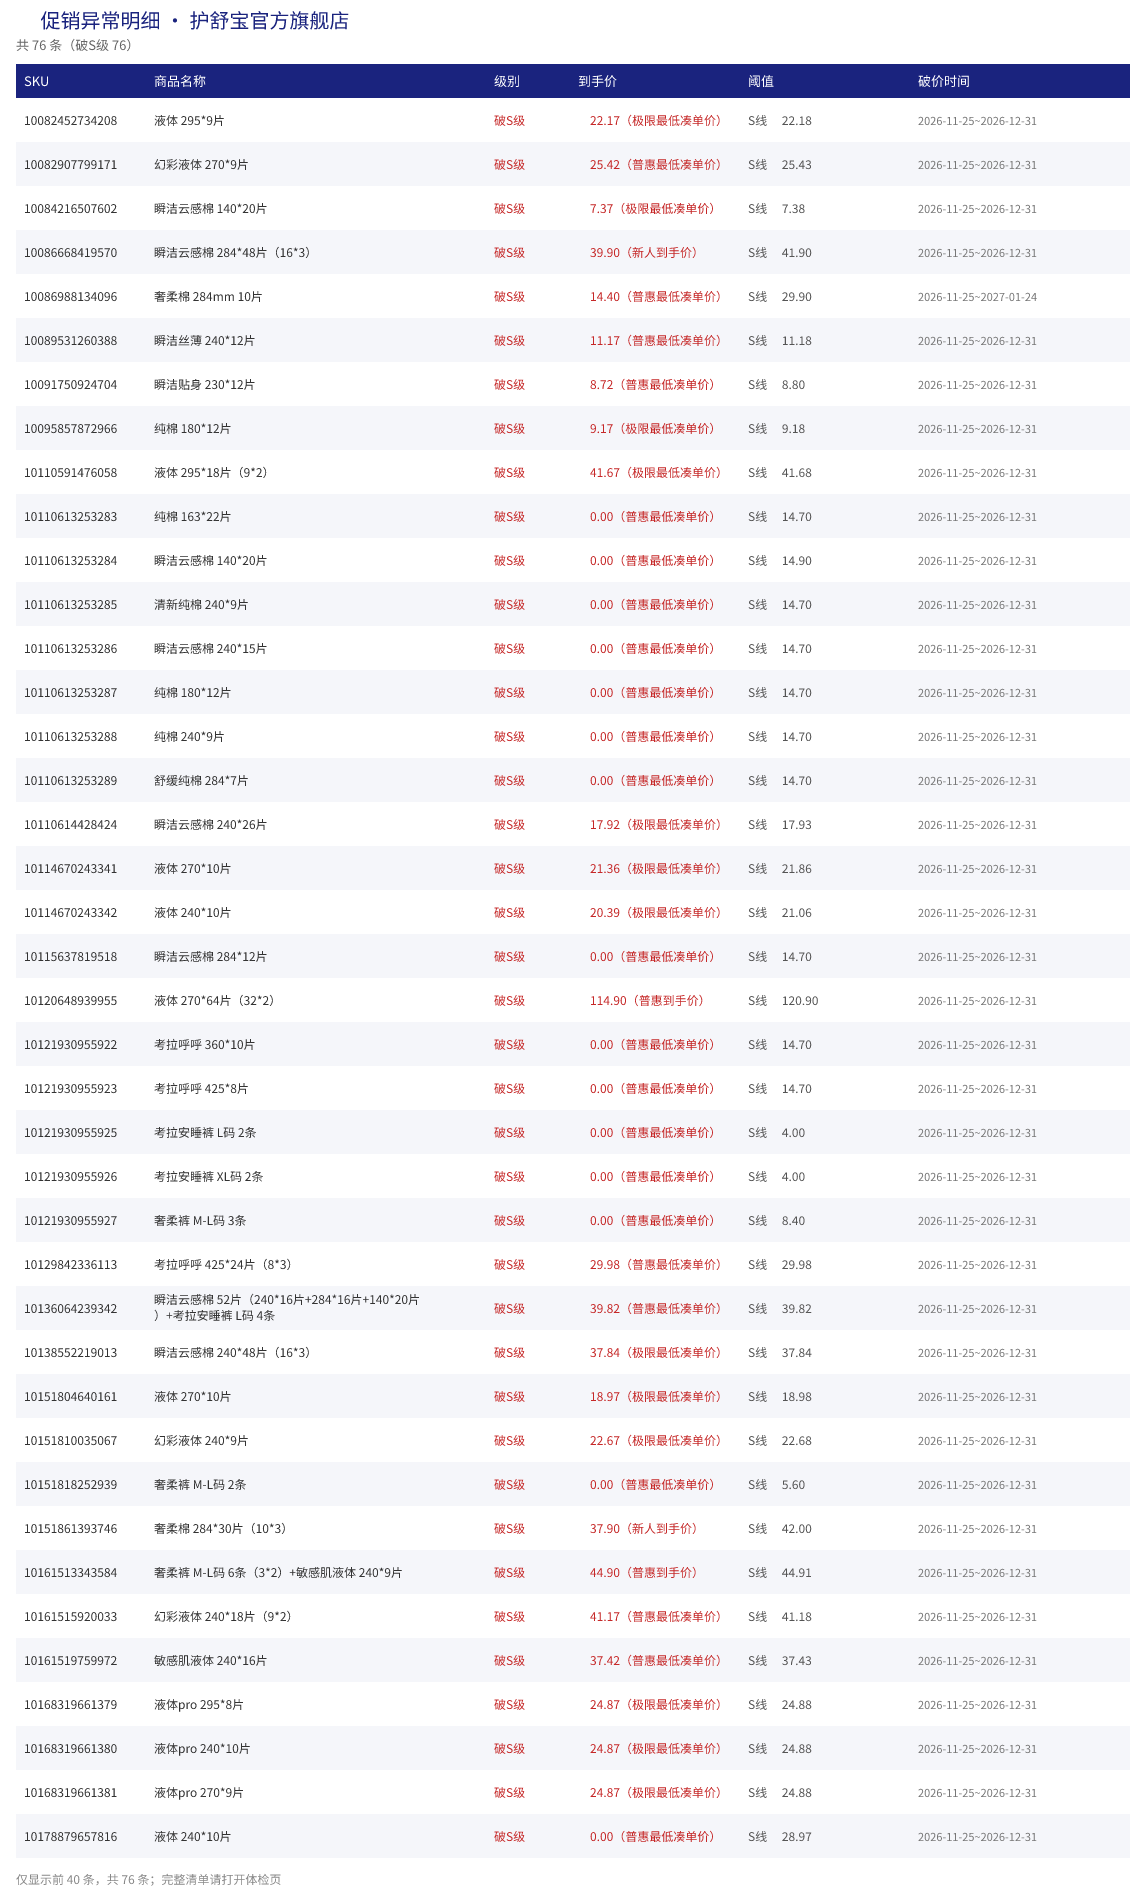 促销异常明细 · 护舒宝官方旗舰店
共 76 条（破S级 76）
SKU 商品名称 级别 到手价 阈值 破价时间
10082452734208 液体 295*9片 破S级 22.17（极限最低凑单价） S线 22.18 2026-11-25~2026-12-31
10082907799171 幻彩液体 270*9片 破S级 25.42（普惠最低凑单价） S线 25.43 2026-11-25~2026-12-31
10084216507602 瞬洁云感棉 140*20片 破S级 7.37（极限最低凑单价） S线 7.38 2026-11-25~2026-12-31
10086668419570 瞬洁云感棉 284*48片（16*3） 破S级 39.90（新人到手价） S线 41.90 2026-11-25~2026-12-31
10086988134096 奢柔棉 284mm 10片 破S级 14.40（普惠最低凑单价） S线 29.90 2026-11-25~2027-01-24
10089531260388 瞬洁丝薄 240*12片 破S级 11.17（普惠最低凑单价） S线 11.18 2026-11-25~2026-12-31
10091750924704 瞬洁贴身 230*12片 破S级 8.72（普惠最低凑单价） S线 8.80 2026-11-25~2026-12-31
10095857872966 纯棉 180*12片 破S级 9.17（极限最低凑单价） S线 9.18 2026-11-25~2026-12-31
10110591476058 液体 295*18片（9*2） 破S级 41.67（极限最低凑单价） S线 41.68 2026-11-25~2026-12-31
10110613253283 纯棉 163*22片 破S级 0.00（普惠最低凑单价） S线 14.70 2026-11-25~2026-12-31
10110613253284 瞬洁云感棉 140*20片 破S级 0.00（普惠最低凑单价） S线 14.90 2026-11-25~2026-12-31
10110613253285 清新纯棉 240*9片 破S级 0.00（普惠最低凑单价） S线 14.70 2026-11-25~2026-12-31
10110613253286 瞬洁云感棉 240*15片 破S级 0.00（普惠最低凑单价） S线 14.70 2026-11-25~2026-12-31
10110613253287 纯棉 180*12片 破S级 0.00（普惠最低凑单价） S线 14.70 2026-11-25~2026-12-31
10110613253288 纯棉 240*9片 破S级 0.00（普惠最低凑单价） S线 14.70 2026-11-25~2026-12-31
10110613253289 舒缓纯棉 284*7片 破S级 0.00（普惠最低凑单价） S线 14.70 2026-11-25~2026-12-31
10110614428424 瞬洁云感棉 240*26片 破S级 17.92（极限最低凑单价） S线 17.93 2026-11-25~2026-12-31
10114670243341 液体 270*10片 破S级 21.36（极限最低凑单价） S线 21.86 2026-11-25~2026-12-31
10114670243342 液体 240*10片 破S级 20.39（极限最低凑单价） S线 21.06 2026-11-25~2026-12-31
10115637819518 瞬洁云感棉 284*12片 破S级 0.00（普惠最低凑单价） S线 14.70 2026-11-25~2026-12-31
10120648939955 液体 270*64片（32*2） 破S级 114.90（普惠到手价） S线 120.90 2026-11-25~2026-12-31
10121930955922 考拉呼呼 360*10片 破S级 0.00（普惠最低凑单价） S线 14.70 2026-11-25~2026-12-31
10121930955923 考拉呼呼 425*8片 破S级 0.00（普惠最低凑单价） S线 14.70 2026-11-25~2026-12-31
10121930955925 考拉安睡裤 L码 2条 破S级 0.00（普惠最低凑单价） S线 4.00 2026-11-25~2026-12-31
10121930955926 考拉安睡裤 XL码 2条 破S级 0.00（普惠最低凑单价） S线 4.00 2026-11-25~2026-12-31
10121930955927 奢柔裤 M-L码 3条 破S级 0.00（普惠最低凑单价） S线 8.40 2026-11-25~2026-12-31
10129842336113 考拉呼呼 425*24片（8*3） 破S级 29.98（普惠最低凑单价） S线 29.98 2026-11-25~2026-12-31
10136064239342 瞬洁云感棉 52片（240*16片+284*16片+140*20片
）+考拉安睡裤 L码 4条 破S级 39.82（普惠最低凑单价） S线 39.82 2026-11-25~2026-12-31
10138552219013 瞬洁云感棉 240*48片（16*3） 破S级 37.84（极限最低凑单价） S线 37.84 2026-11-25~2026-12-31
10151804640161 液体 270*10片 破S级 18.97（极限最低凑单价） S线 18.98 2026-11-25~2026-12-31
10151810035067 幻彩液体 240*9片 破S级 22.67（极限最低凑单价） S线 22.68 2026-11-25~2026-12-31
10151818252939 奢柔裤 M-L码 2条 破S级 0.00（普惠最低凑单价） S线 5.60 2026-11-25~2026-12-31
10151861393746 奢柔棉 284*30片（10*3） 破S级 37.90（新人到手价） S线 42.00 2026-11-25~2026-12-31
10161513343584 奢柔裤 M-L码 6条（3*2）+敏感肌液体 240*9片 破S级 44.90（普惠到手价） S线 44.91 2026-11-25~2026-12-31
10161515920033 幻彩液体 240*18片（9*2） 破S级 41.17（普惠最低凑单价） S线 41.18 2026-11-25~2026-12-31
10161519759972 敏感肌液体 240*16片 破S级 37.42（普惠最低凑单价） S线 37.43 2026-11-25~2026-12-31
10168319661379 液体pro 295*8片 破S级 24.87（极限最低凑单价） S线 24.88 2026-11-25~2026-12-31
10168319661380 液体pro 240*10片 破S级 24.87（极限最低凑单价） S线 24.88 2026-11-25~2026-12-31
10168319661381 液体pro 270*9片 破S级 24.87（极限最低凑单价） S线 24.88 2026-11-25~2026-12-31
10178879657816 液体 240*10片 破S级 0.00（普惠最低凑单价） S线 28.97 2026-11-25~2026-12-31
仅显示前 40 条，共 76 条；完整清单请打开体检页